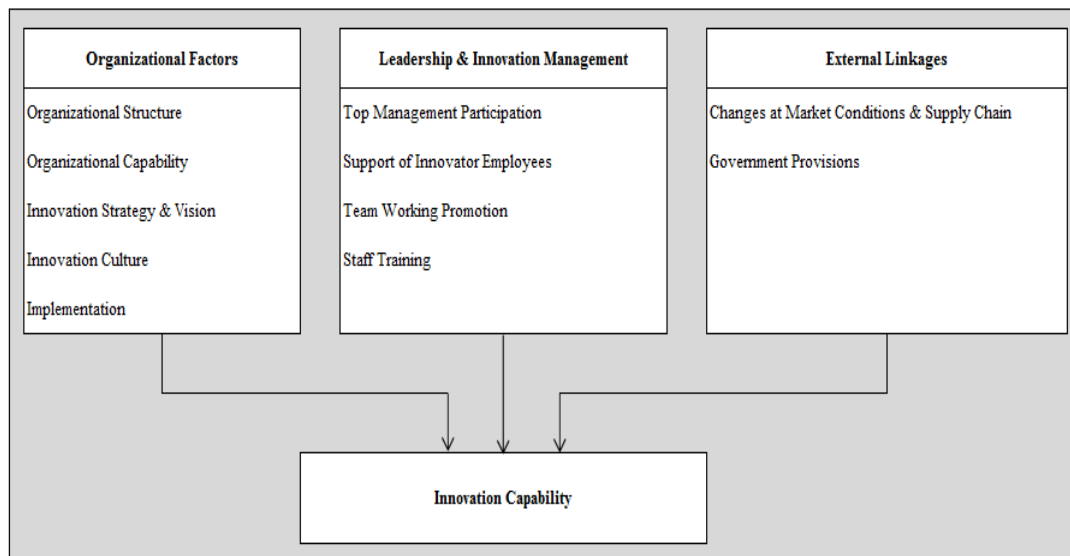 Organizational Factors
Organizational Structure
Organizational Capability
Innovation Strategy & Vision
Innovation Culture
Implementation
Leadership & Innovation Management
Top Management Participation
Support of Innovator Employees
Team Working Promotion
Staff Training
External Linkages
Changes at Market Conditions & Supply Chain
Government Provisions
Innovation Capability